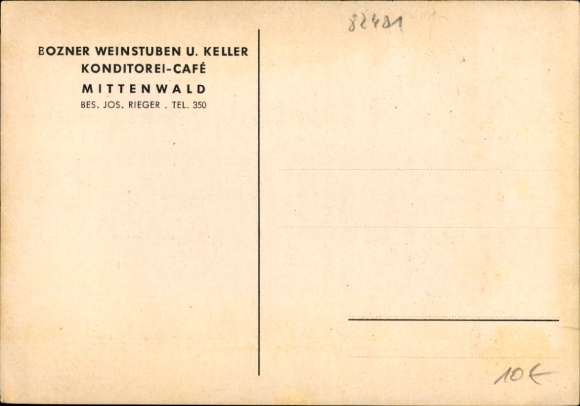 82481
BOZNER WEINSTUBEN U. KELLER
KONDITOREI-CAFÉ
MITTENWALD
BES. JOS. RIEGER . TEL. 350
10€